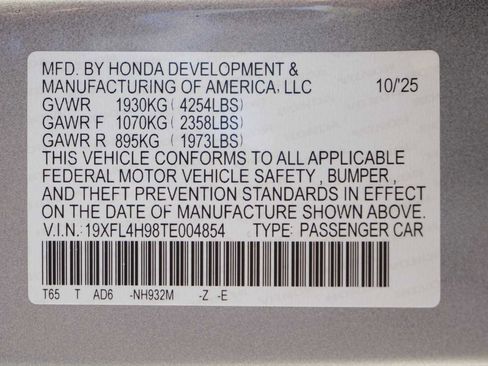 MFD. BY HONDA DEVELOPMENT &
MANUFACTURING OF AMERICA, LLC 10/'25
GVWR 1930KG ( 4254LBS)
GAWR F 1070KG ( 2358LBS)
GAWR R 895KG ( 1973LBS)
THIS VEHICLE CONFORMS TO ALL APPLICABLE
FEDERAL MOTOR VEHICLE SAFETY , BUMPER,
AND THEFT PREVENTION STANDARDS IN EFFECT
ON THE DATE OF MANUFACTURE SHOWN ABOVE.
V.I.N.:19XFL4H98TE004854 TYPE: PASSENGER CAR
T65 T AD6 -NH932M -Z -E